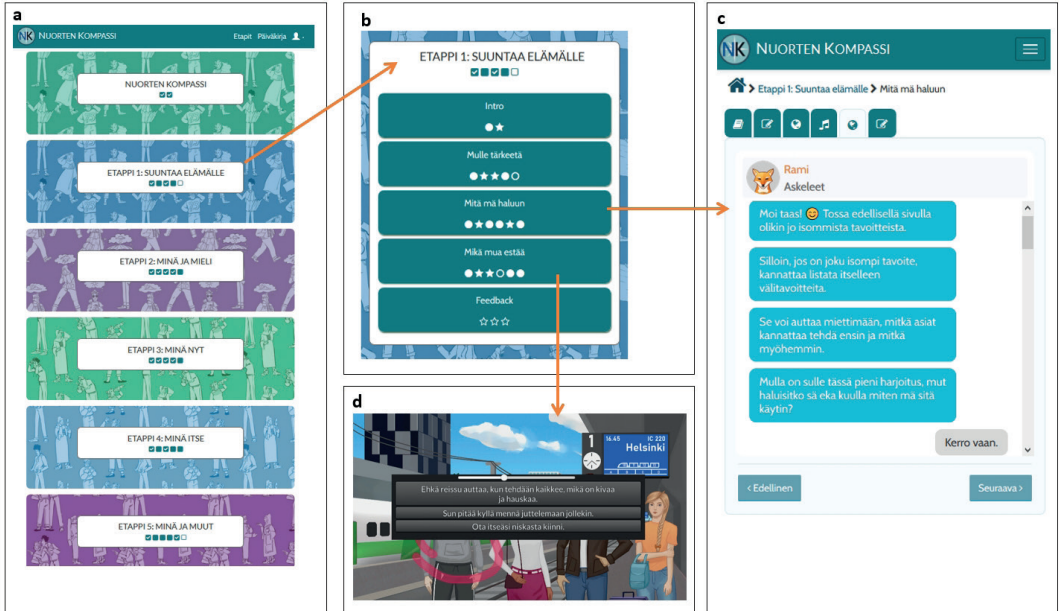 a
NK NUORTEN KOMPASSI
Etapit Päiväkirja
NUORTEN KOMPASSI
ETAPPI 1: SUUNTAA ELÄMÄLLE
ETAPPI 2: MINÄ JA MIELI
ETAPPI 3: MINÄ NYT
ETAPPI 4: MINÄ ITSE
ETAPPI 5: MINÄ JA MUUT
b
ETAPPI 1: SUUNTAA ELÄMÄLLE
Intro
Mulle tärkeetä
Mitä mä haluun
Mikä mua estää
Feedback
d
1
16.45 IC 220
Helsinki
Ehkä reissu auttaa, kun tehdään kaikkee, mikä on kivaa
ja hauskaa.
Sun pitää kyllä mennä juttelemaan jollekin.
Ota itseäsi niskasta kiinni.
c
NK NUORTEN KOMPASSI
> Etappi 1: Suuntaa elämälle > Mitä mä haluun
Rami
Askeleet
Moi taas! 😄 Tossa edellisellä sivulla
olikin jo isommista tavoitteista.
Silloin, jos on joku isompi tavoite,
kannattaa listata itselleen
välitavoitteita.
Se voi auttaa miettimään, mitkä asiat
kannattaa tehdä ensin ja mitkä
myöhemmin.
Mulla on sulle tässä pieni harjoitus, mut
haluisitko sä eka kuulla miten mä sitä
käytin?
Kerro vaan.
< Edellinen
Seuraava >